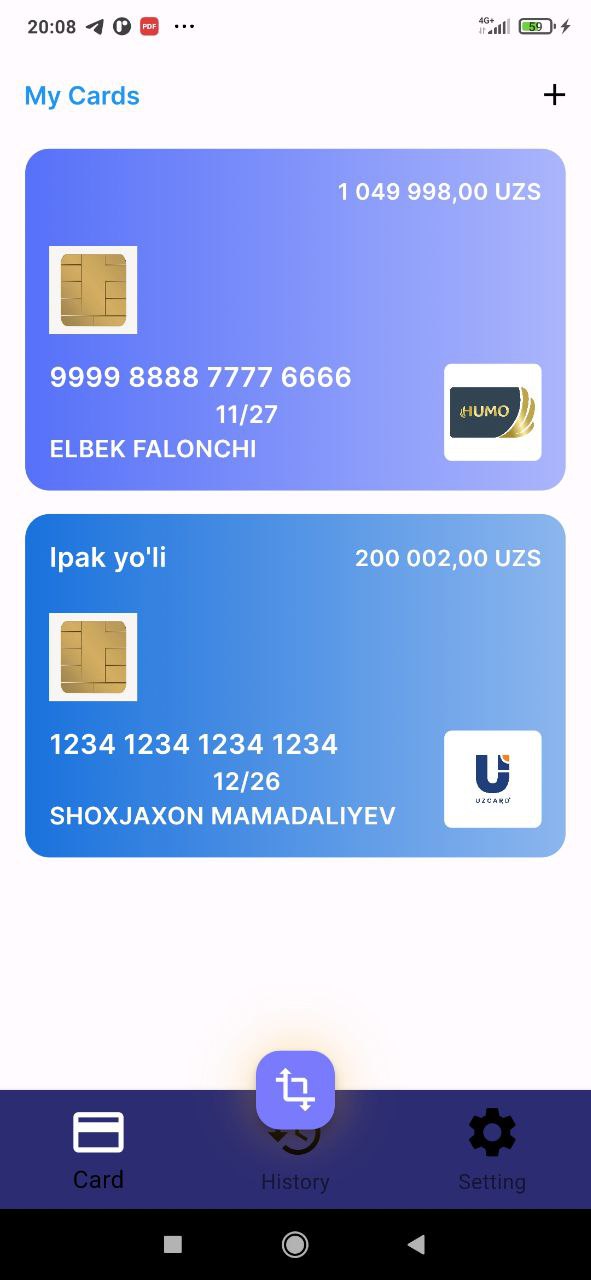 20:08 PDF ... 4G+ 59
My Cards +
1 049 998,00 UZS
9999 8888 7777 6666
11/27
HUMO
ELBEK FALONCHI
Ipak yo'li 200 002,00 UZS
1234 1234 1234 1234
12/26
UZCARD
SHOXJAXON MAMADALIYEV
Card History Setting